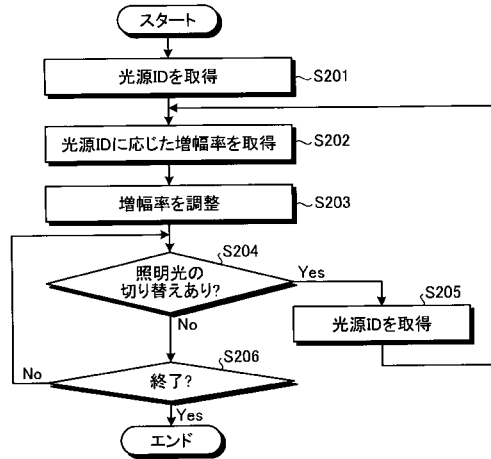 スタート
光源IDを取得
S201
光源IDに応じた増幅率を取得
S202
増幅率を調整
S203
S204
照明光の
切り替えあり?
Yes
S205
光源IDを取得
No
S206
終了?
No
Yes
エンド